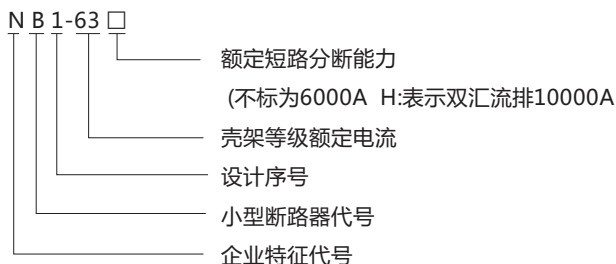 N B 1-63 □
额定短路分断能力
(不标为6000A H:表示双汇流排10000A
壳架等级额定电流
设计序号
小型断路器代号
企业特征代号